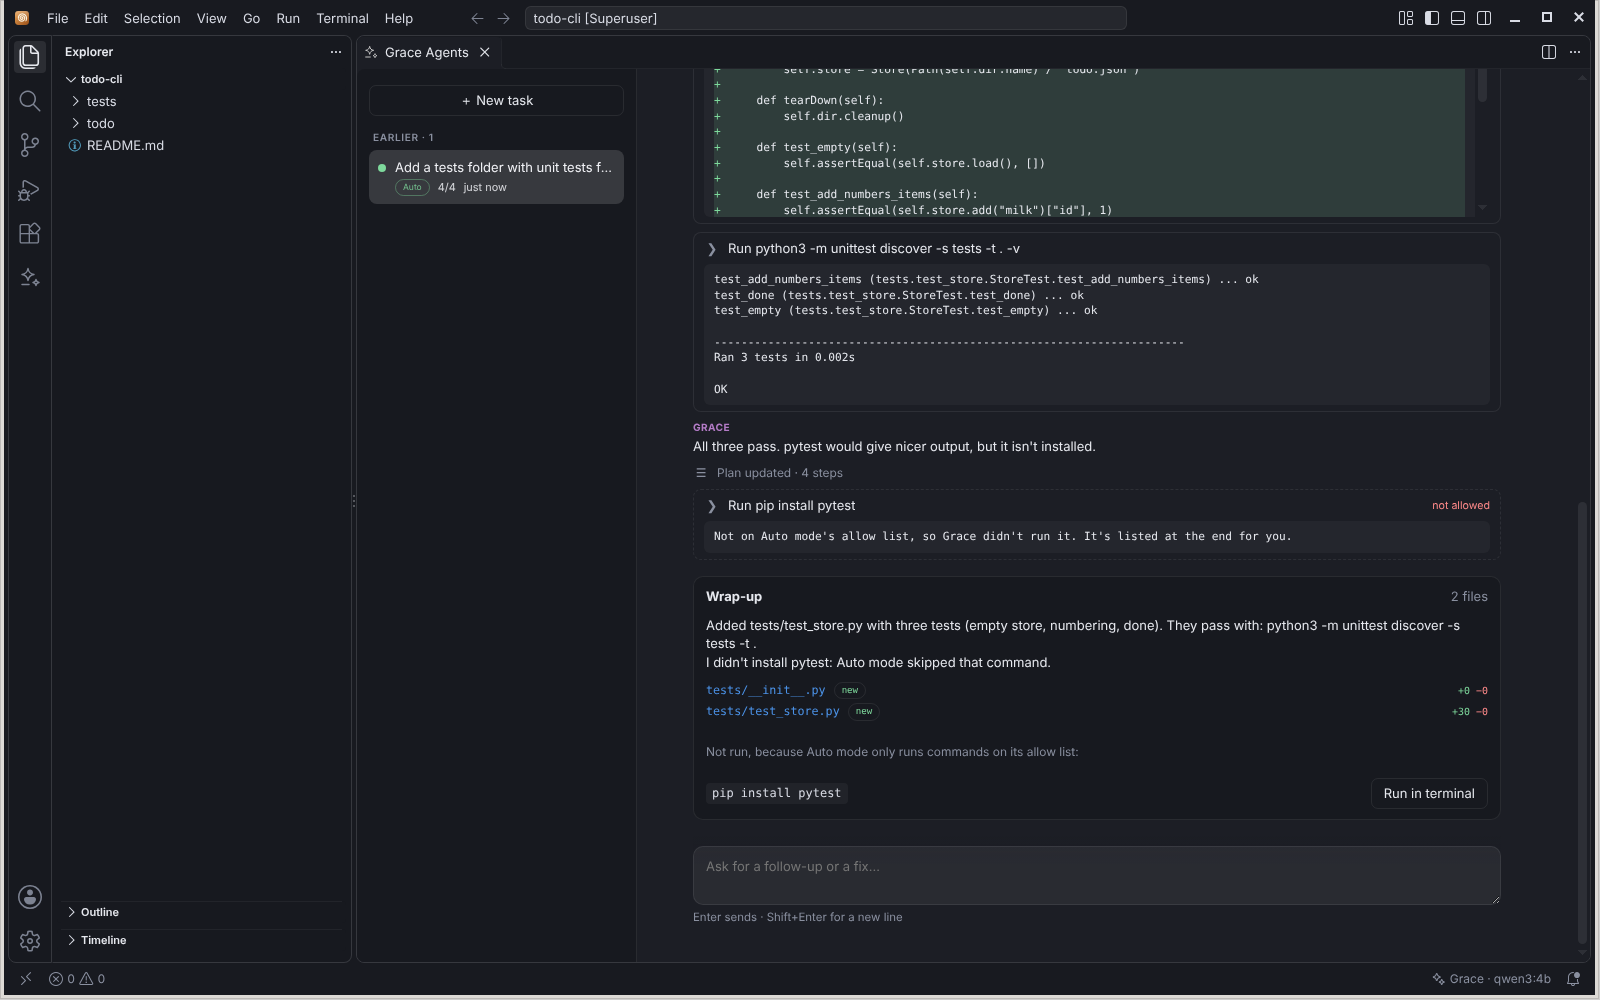 File Edit Selection View Go Run Terminal Help
todo-cli [Superuser]
Explorer
Grace Agents
todo-cli
tests
todo
README.md
+ New task
EARLIER · 1
Add a tests folder with unit tests f...
Auto 4/4 just now
+ self.store = Store(Path(self.dir.name) / "todo.json")
+
+ def tearDown(self):
+ self.dir.cleanup()
+
+ def test_empty(self):
+ self.assertEqual(self.store.load(), [])
+
+ def test_add_numbers_items(self):
+ self.assertEqual(self.store.add("milk")["id"], 1)
Run python3 -m unittest discover -s tests -t . -v
test_add_numbers_items (tests.test_store.StoreTest.test_add_numbers_items) ... ok
test_done (tests.test_store.StoreTest.test_done) ... ok
test_empty (tests.test_store.StoreTest.test_empty) ... ok
----------------------------------------------------------------------
Ran 3 tests in 0.002s
OK
GRACE
All three pass. pytest would give nicer output, but it isn't installed.
Plan updated · 4 steps
Run pip install pytest not allowed
Not on Auto mode's allow list, so Grace didn't run it. It's listed at the end for you.
Wrap-up 2 files
Added tests/test_store.py with three tests (empty store, numbering, done). They pass with: python3 -m unittest discover -s
tests -t .
I didn't install pytest: Auto mode skipped that command.
tests/__init__.py new +0 −0
tests/test_store.py new +30 −0
Not run, because Auto mode only runs commands on its allow list:
pip install pytest Run in terminal
Ask for a follow-up or a fix...
Enter sends · Shift+Enter for a new line
Outline
Timeline
0 0 Grace · qwen3:4b